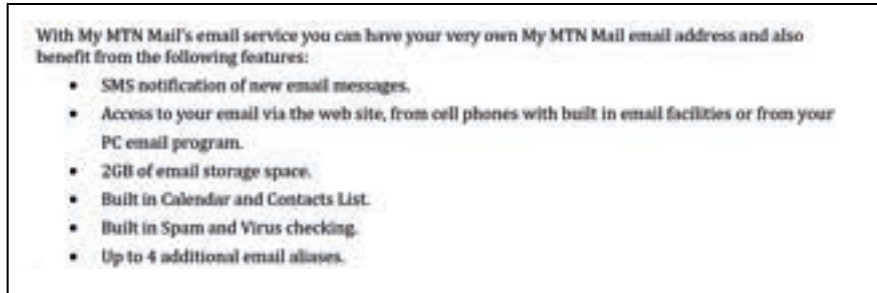 With My MTN Mail's email service you can have your very own My MTN Mail email address and also
benefit from the following features:
• SMS notification of new email messages.
• Access to your email via the web site, from cell phones with built in email facilities or from your
PC email program.
• 2GB of email storage space.
• Built in Calendar and Contacts List.
• Built in Spam and Virus checking.
• Up to 4 additional email aliases.